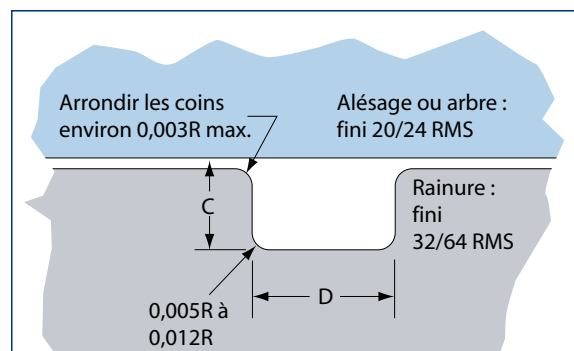 Arrondir les coins
environ 0,003R max.
Alésage ou arbre :
fini 20/24 RMS
C
Rainure :
fini
32/64 RMS
D
0,005R à
0,012R